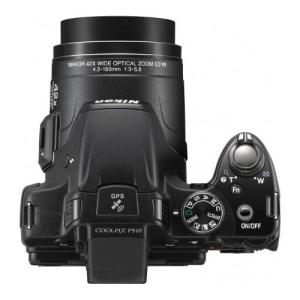 NIKKOR 42X WIDE OPTICAL ZOOM ED VR
4.3-180mm 1:3-5.9
42x
Nikon
GPS
COOLPIX P510
T
W
Fn
ON/OFF
P
S
A
M
U